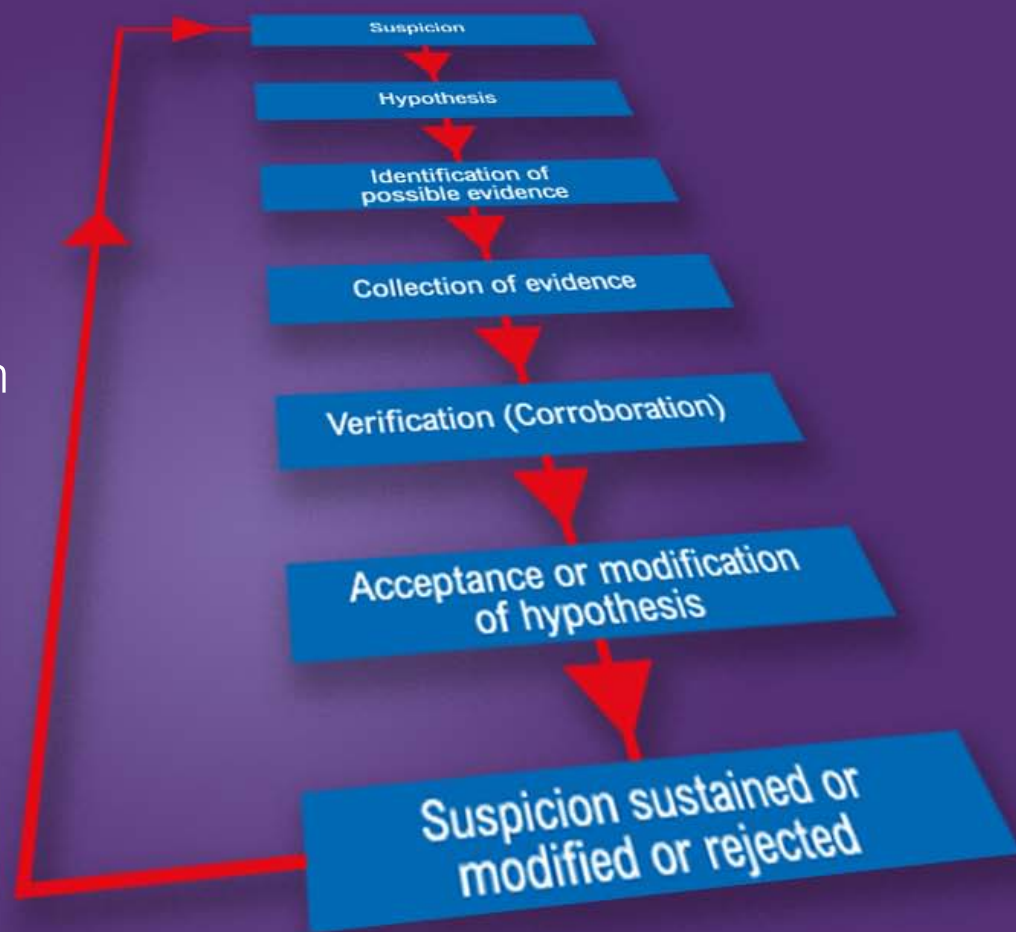 Suspicion
Hypothesis
Identification of
possible evidence
Collection of evidence
n
Verification (Corroboration)
Acceptance or modification
of hypothesis
Suspicion sustained or
modified or rejected